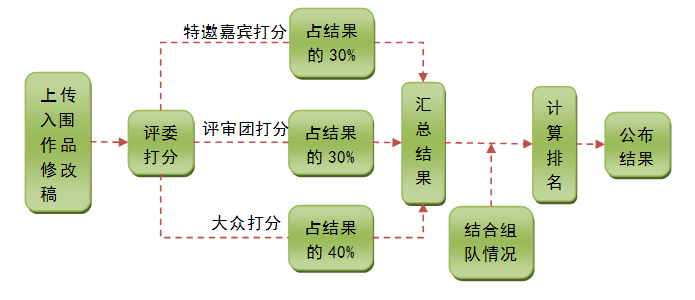 上传
入围
作品
修改
稿
评委
打分
特邀嘉宾打分
占结果
的 30%
评审团打分
占结果
的 30%
大众打分
占结果
的 40%
汇
总
结
果
结合组
队情况
计
算
排
名
公布
结果